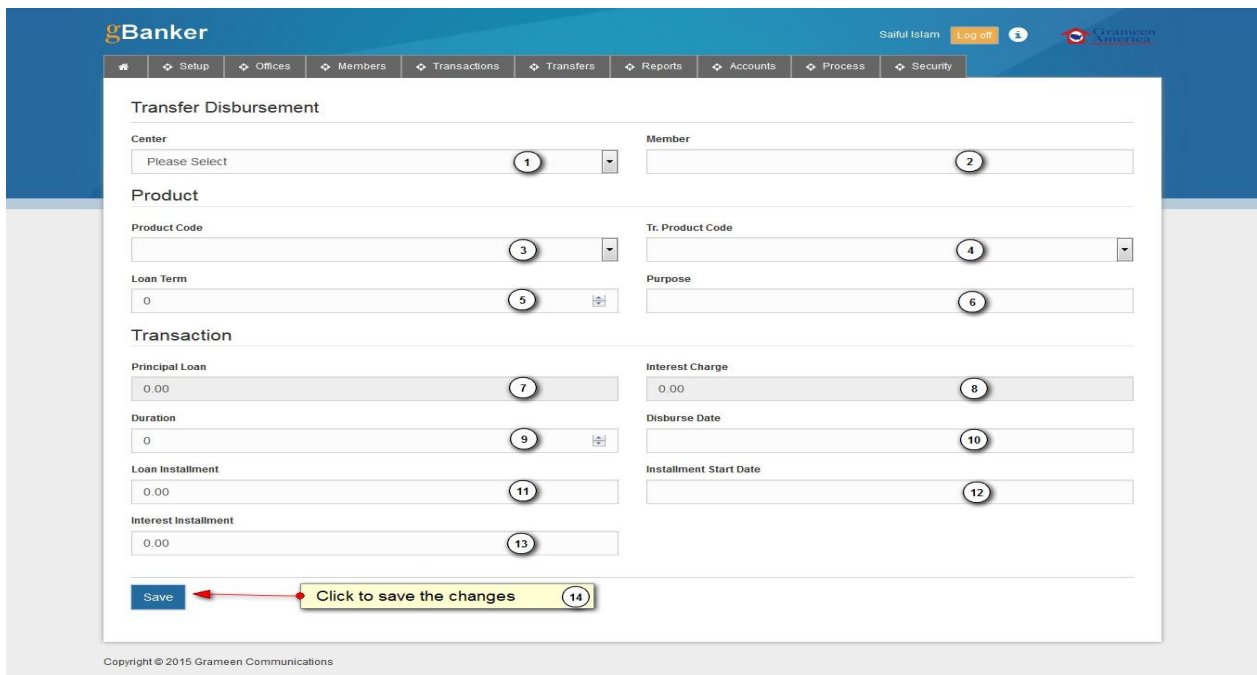 gBanker
Saiful Islam Log off i Grameen America
Setup Offices Members Transactions Transfers Reports Accounts Process Security
Transfer Disbursement
Center Member
Please Select 1 2
Product
Product Code Tr. Product Code
3 4
Loan Term Purpose
0 5 6
Transaction
Principal Loan Interest Charge
0.00 7 0.00 8
Duration Disburse Date
0 9 10
Loan Installment Installment Start Date
0.00 11 12
Interest Installment
0.00 13
Save Click to save the changes 14
Copyright © 2015 Grameen Communications